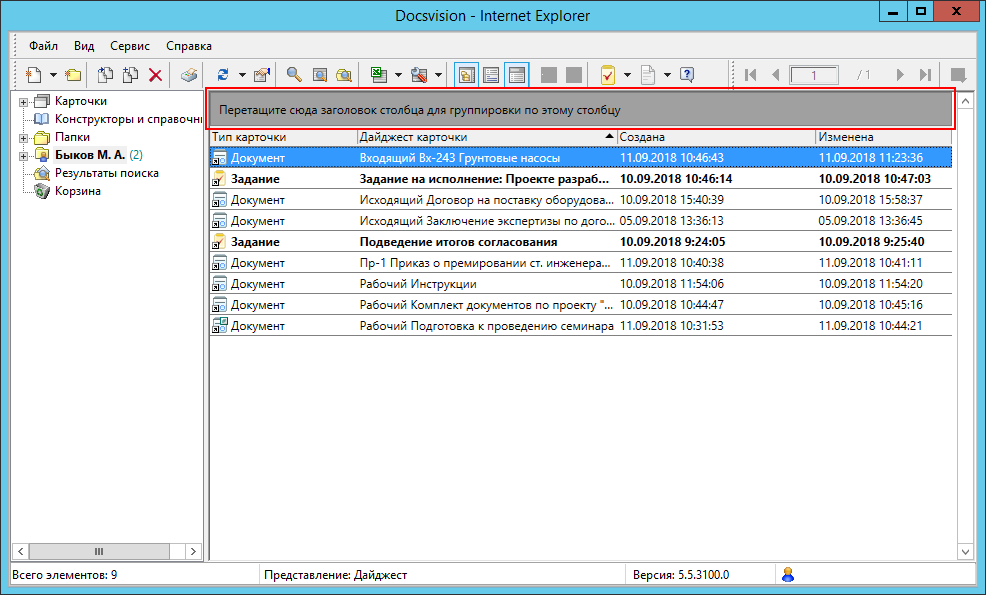 Docsvision - Internet Explorer
Файл Вид Сервис Справка
1 / 1
Карточки
Конструкторы и справочн
Папки
Быков М. А. (2)
Результаты поиска
Корзина
Перетащите сюда заголовок столбца для группировки по этому столбцу
Тип карточки Дайджест карточки Создана Изменена
Документ Входящий Вх-243 Грунтовые насосы 11.09.2018 10:46:43 11.09.2018 11:23:36
Задание Задание на исполнение: Проекте разраб... 10.09.2018 10:46:14 10.09.2018 10:47:03
Документ Исходящий Договор на поставку оборудова... 10.09.2018 15:40:39 10.09.2018 15:58:37
Документ Исходящий Заключение экспертизы по дого... 05.09.2018 13:36:13 05.09.2018 13:36:45
Задание Подведение итогов согласования 10.09.2018 9:24:05 10.09.2018 9:25:40
Документ Пр-1 Приказ о премировании ст. инженера... 11.09.2018 10:40:38 11.09.2018 10:41:11
Документ Рабочий Инструкции 10.09.2018 11:54:06 10.09.2018 11:54:20
Документ Рабочий Комплект документов по проекту "... 10.09.2018 10:44:47 10.09.2018 10:45:16
Документ Рабочий Подготовка к проведению семинара 11.09.2018 10:31:53 11.09.2018 10:44:21
Всего элементов: 9 Представление: Дайджест Версия: 5.5.3100.0